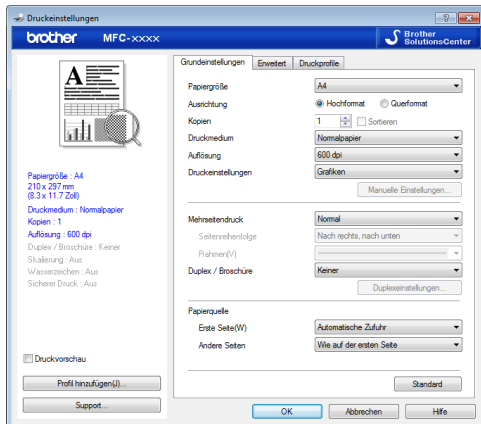 Druckeinstellungen
brother MFC-xxxx
Brother
SolutionsCenter
A
Papiergröße : A4
210 x 297 mm
(8.3 x 11.7 Zoll)
Druckmedium : Normalpapier
Kopien : 1
Auflösung : 600 dpi
Duplex / Broschüre : Keiner
Skalierung : Aus
Wasserzeichen : Aus
Sicherer Druck : Aus
Druckvorschau
Profil hinzufügen(J)...
Support...
Grundeinstellungen Erweitert Druckprofile
Papiergröße A4
Ausrichtung Hochformat Querformat
Kopien 1 Sortieren
Druckmedium Normalpapier
Auflösung 600 dpi
Druckeinstellungen Grafiken
Manuelle Einstellungen...
Mehrseitendruck Normal
Seitenreihenfolge Nach rechts, nach unten
Rahmen(V)
Duplex / Broschüre Keiner
Duplexeinstellungen...
Papierquelle
Erste Seite(W) Automatische Zufuhr
Andere Seiten Wie auf der ersten Seite
Standard
OK Abbrechen Hilfe